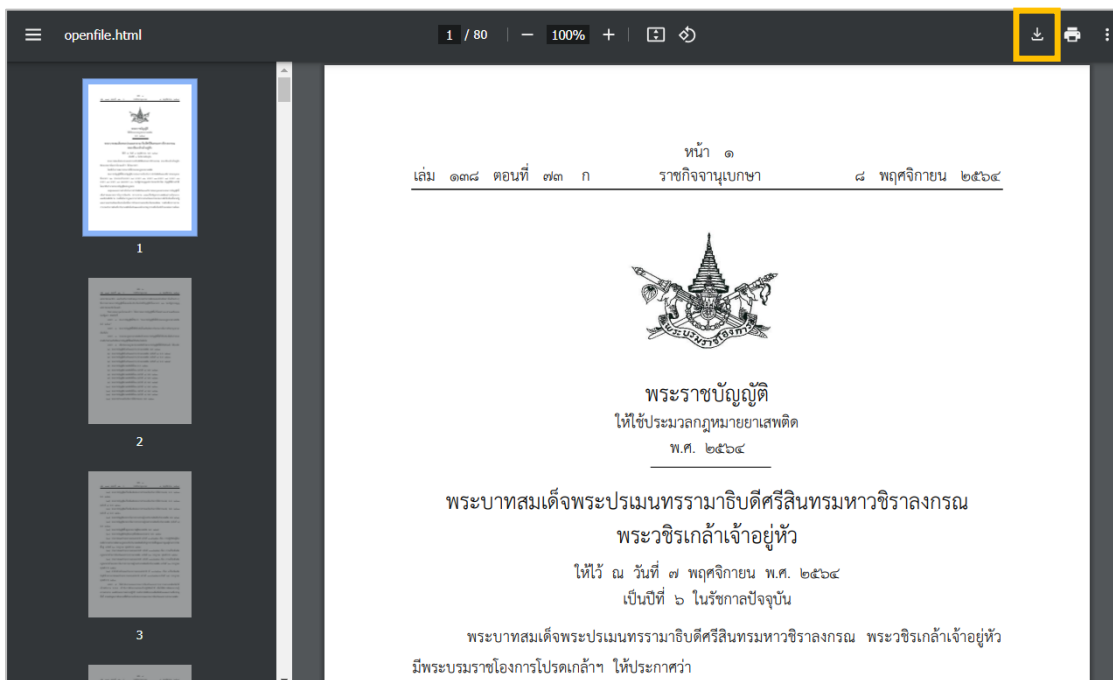 openfile.html
1 / 80
100%
หน้า ๑
เล่ม ๑๓๘ ตอนที่ ๗๓ ก ราชกิจจานุเบกษา ๘ พฤศจิกายน ๒๕๖๔
พระบรมราชโองการ
พระราชบัญญัติ
ให้ใช้ประมวลกฎหมายยาเสพติด
พ.ศ. ๒๕๖๔
พระบาทสมเด็จพระปรเมนทรรามาธิบดีศรีสินทรมหาวชิราลงกรณ
พระวชิรเกล้าเจ้าอยู่หัว
ให้ไว้ ณ วันที่ ๗ พฤศจิกายน พ.ศ. ๒๕๖๔
เป็นปีที่ ๖ ในรัชกาลปัจจุบัน
พระบาทสมเด็จพระปรเมนทรรามาธิบดีศรีสินทรมหาวชิราลงกรณ พระวชิรเกล้าเจ้าอยู่หัว
มีพระบรมราชโองการโปรดเกล้าฯ ให้ประกาศว่า
1
2
3